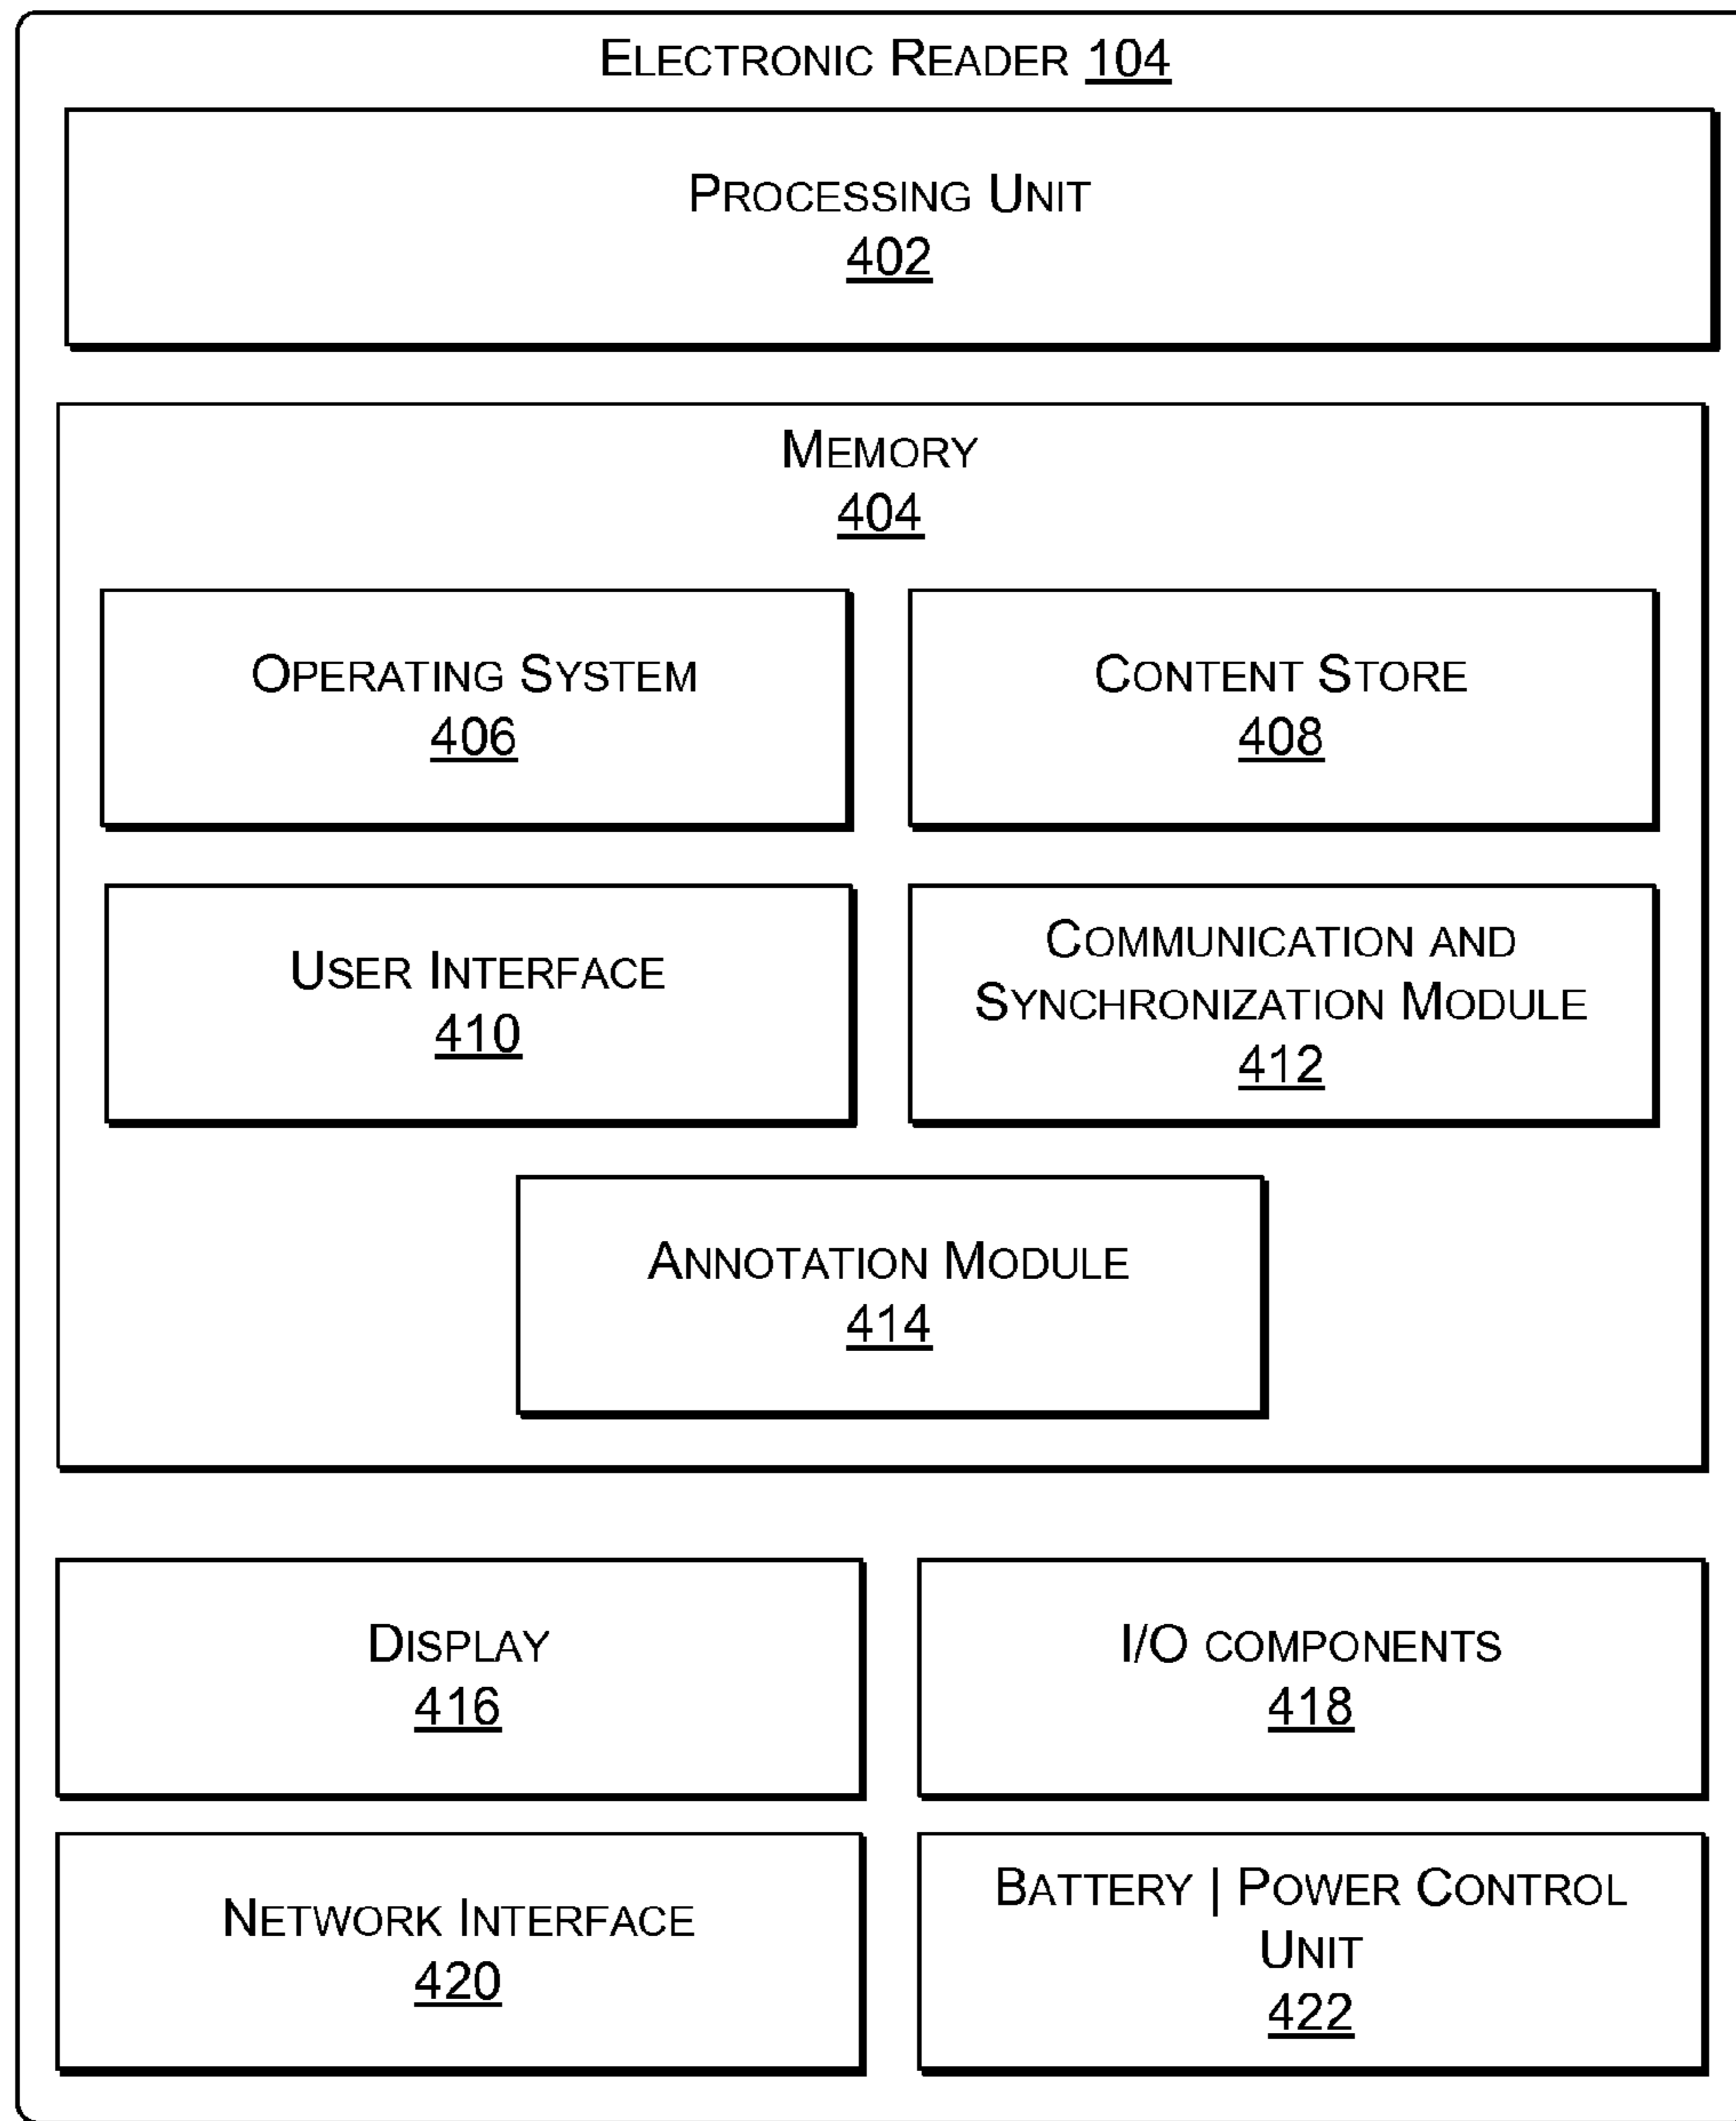 Electronic Reader 104
Processing Unit
402
Memory
404
Operating System
406
Content Store
408
User Interface
410
Communication and
Synchronization Module
412
Annotation Module
414
Display
416
I/O components
418
Network Interface
420
Battery | Power Control
Unit
422